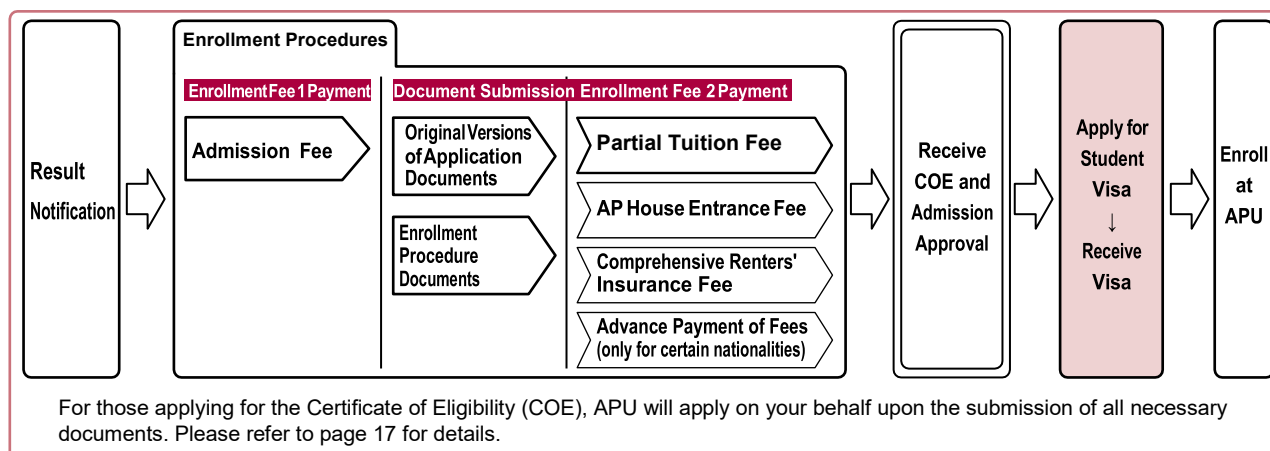 Enrollment Procedures
Result
Notification
EnrollmentFee 1 Payment
Document Submission Enrollment Fee 2 Payment
Admission Fee
Original Versions
of Application
Documents
Enrollment
Procedure
Documents
Partial Tuition Fee
AP House Entrance Fee
Comprehensive Renters'
Insurance Fee
Advance Payment of Fees
(only for certain nationalities)
Receive
COE and
Admission
Approval
Apply for
Student
Visa
↓
Receive
Visa
Enroll
at
APU
For those applying for the Certificate of Eligibility (COE), APU will apply on your behalf upon the submission of all necessary
documents. Please refer to page 17 for details.